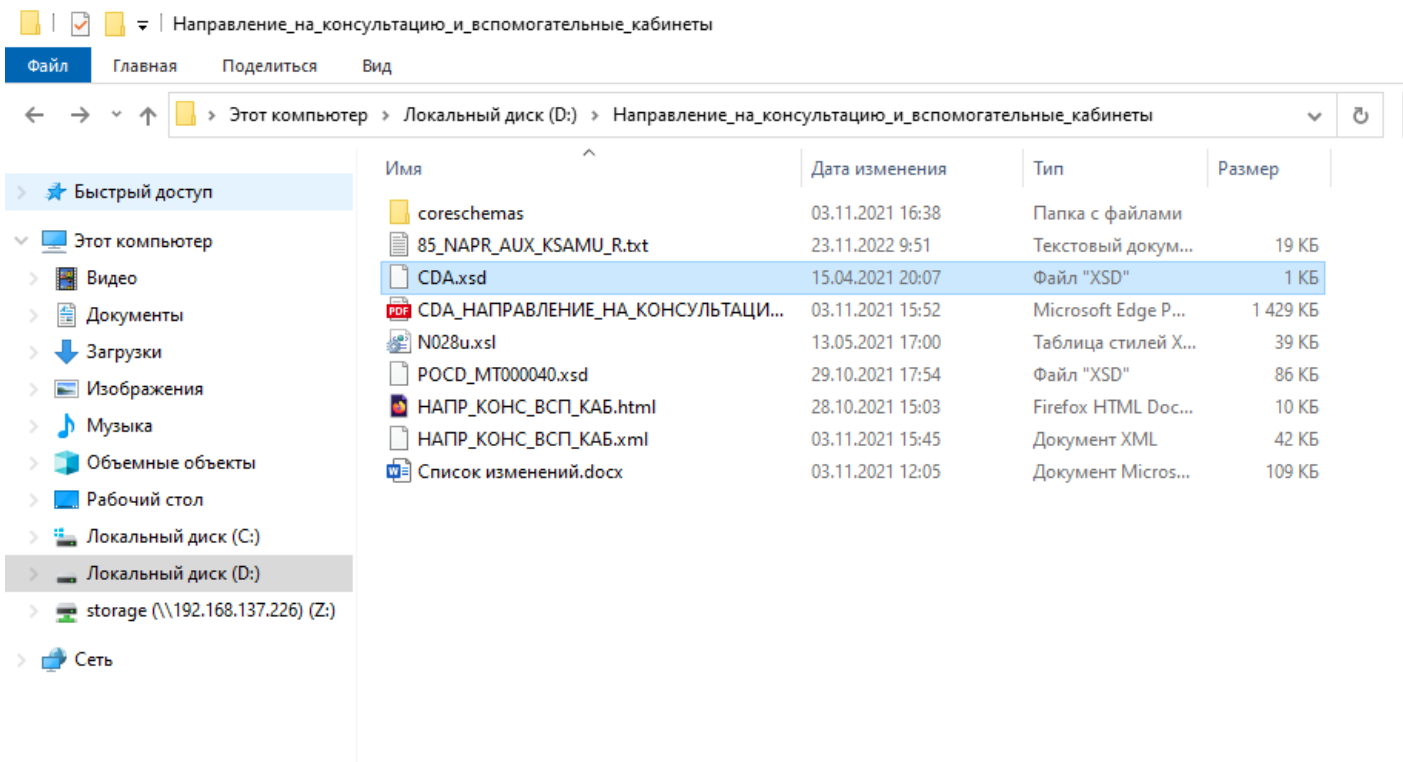 Направление_на_консультацию_и_вспомогательные_кабинеты
Файл Главная Поделиться Вид
Этот компьютер > Локальный диск (D:) > Направление_на_консультацию_и_вспомогательные_кабинеты
Имя Дата изменения Тип Размер
Быстрый доступ
Этот компьютер
Видео
Документы
Загрузки
Изображения
Музыка
Объемные объекты
Рабочий стол
Локальный диск (C:)
Локальный диск (D:)
storage (\\192.168.137.226) (Z:)
Сеть
coreschemas 03.11.2021 16:38 Папка с файлами
85_NAPR_AUX_KSAMU_R.txt 23.11.2022 9:51 Текстовый докум... 19 КБ
CDA.xsd 15.04.2021 20:07 Файл "XSD" 1 КБ
CDA_НАПРАВЛЕНИЕ_НА_КОНСУЛЬТАЦИ... 03.11.2021 15:52 Microsoft Edge P... 1 429 КБ
N028u.xsl 13.05.2021 17:00 Таблица стилей X... 39 КБ
POCD_MT000040.xsd 29.10.2021 17:54 Файл "XSD" 86 КБ
НАПР_КОНС_ВСП_КАБ.html 28.10.2021 15:03 Firefox HTML Doc... 10 КБ
НАПР_КОНС_ВСП_КАБ.xml 03.11.2021 15:45 Документ XML 42 КБ
Список изменений.docx 03.11.2021 12:05 Документ Micros... 109 КБ